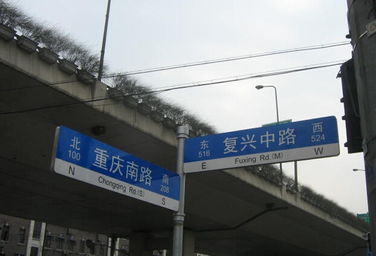 北 重庆南路 南
100 Chongqing Rd.(S) 208
N S
东 复兴中路 西
516 Fuxing Rd.(M) 524
E W